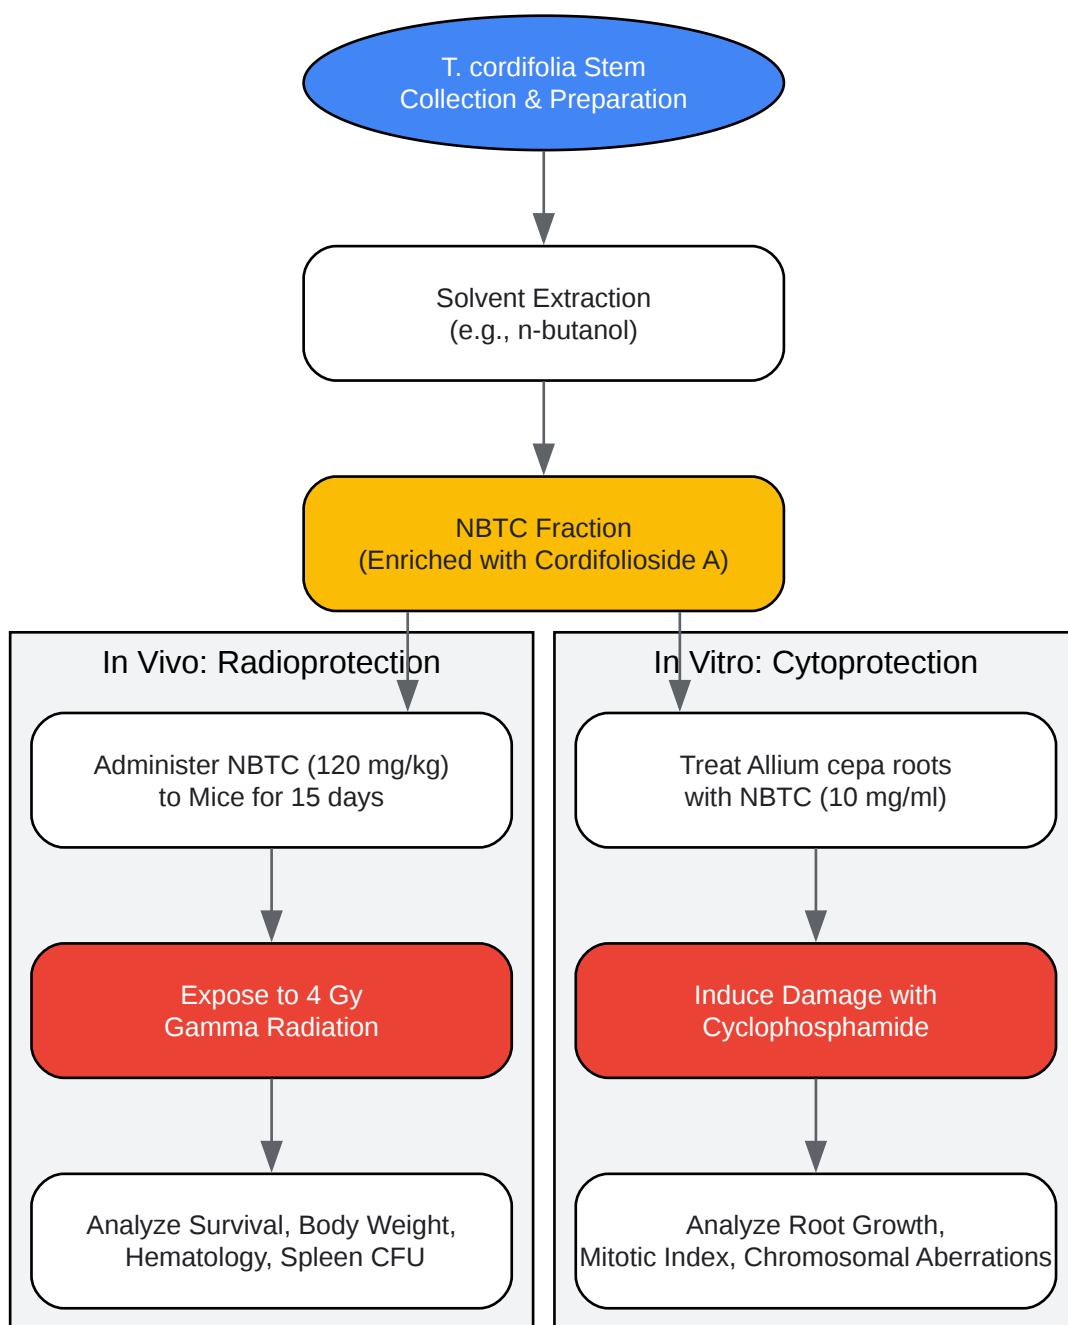 T. cordifolia Stem
Collection & Preparation
Solvent Extraction
(e.g., n-butanol)
NBTC Fraction
(Enriched with Cordifolioside A)
In Vivo: Radioprotection
Administer NBTC (120 mg/kg)
to Mice for 15 days
Expose to 4 Gy
Gamma Radiation
Analyze Survival, Body Weight,
Hematology, Spleen CFU
In Vitro: Cytoprotection
Treat Allium cepa roots
with NBTC (10 mg/ml)
Induce Damage with
Cyclophosphamide
Analyze Root Growth,
Mitotic Index, Chromosomal Aberrations